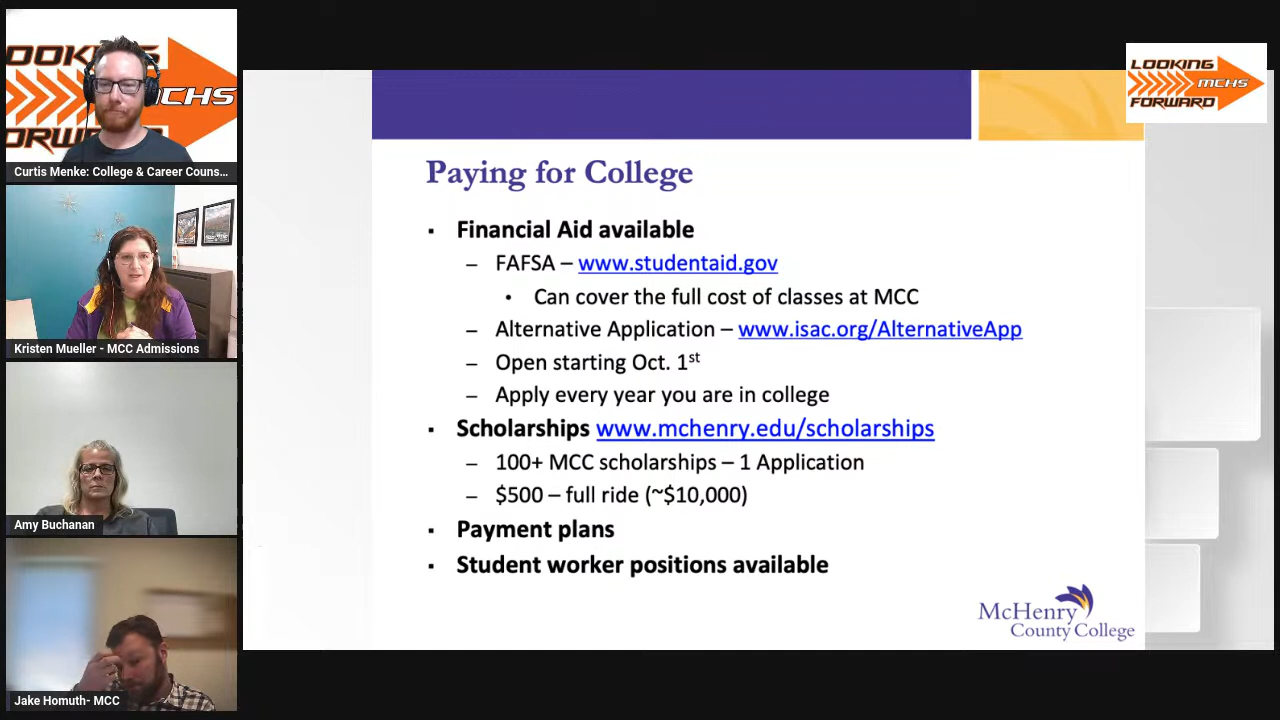 OOKING
MCHS
ORWARD
Curtis Menke: College & Career Couns...
Kristen Mueller - MCC Admissions
Amy Buchanan
Jake Homuth- MCC
Paying for College
▪ Financial Aid available
– FAFSA – www.studentaid.gov
• Can cover the full cost of classes at MCC
– Alternative Application – www.isac.org/AlternativeApp
– Open starting Oct. 1st
– Apply every year you are in college
▪ Scholarships www.mchenry.edu/scholarships
– 100+ MCC scholarships – 1 Application
– $500 – full ride (~$10,000)
▪ Payment plans
▪ Student worker positions available
McHenry
County College
LOOKING
MCHS
FORWARD